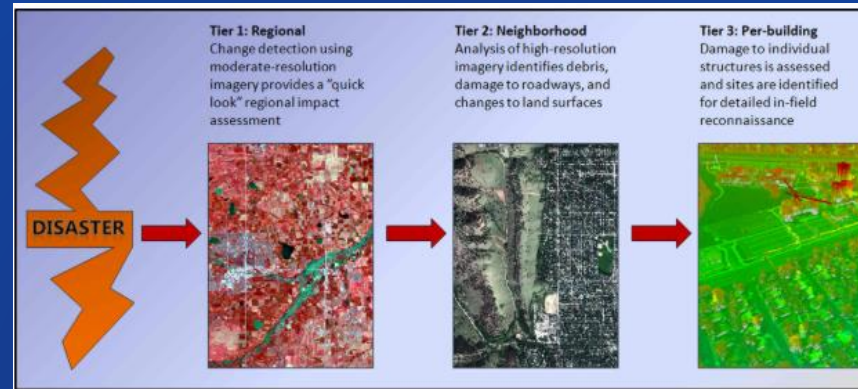 DISASTER
Tier 1: Regional
Change detection using
moderate-resolution
imagery provides a “quick
look” regional impact
assessment
Tier 2: Neighborhood
Analysis of high-resolution
imagery identifies debris,
damage to roadways, and
changes to land surfaces
Tier 3: Per-building
Damage to individual
structures is assessed
and sites are identified
for detailed in-field
reconnaissance